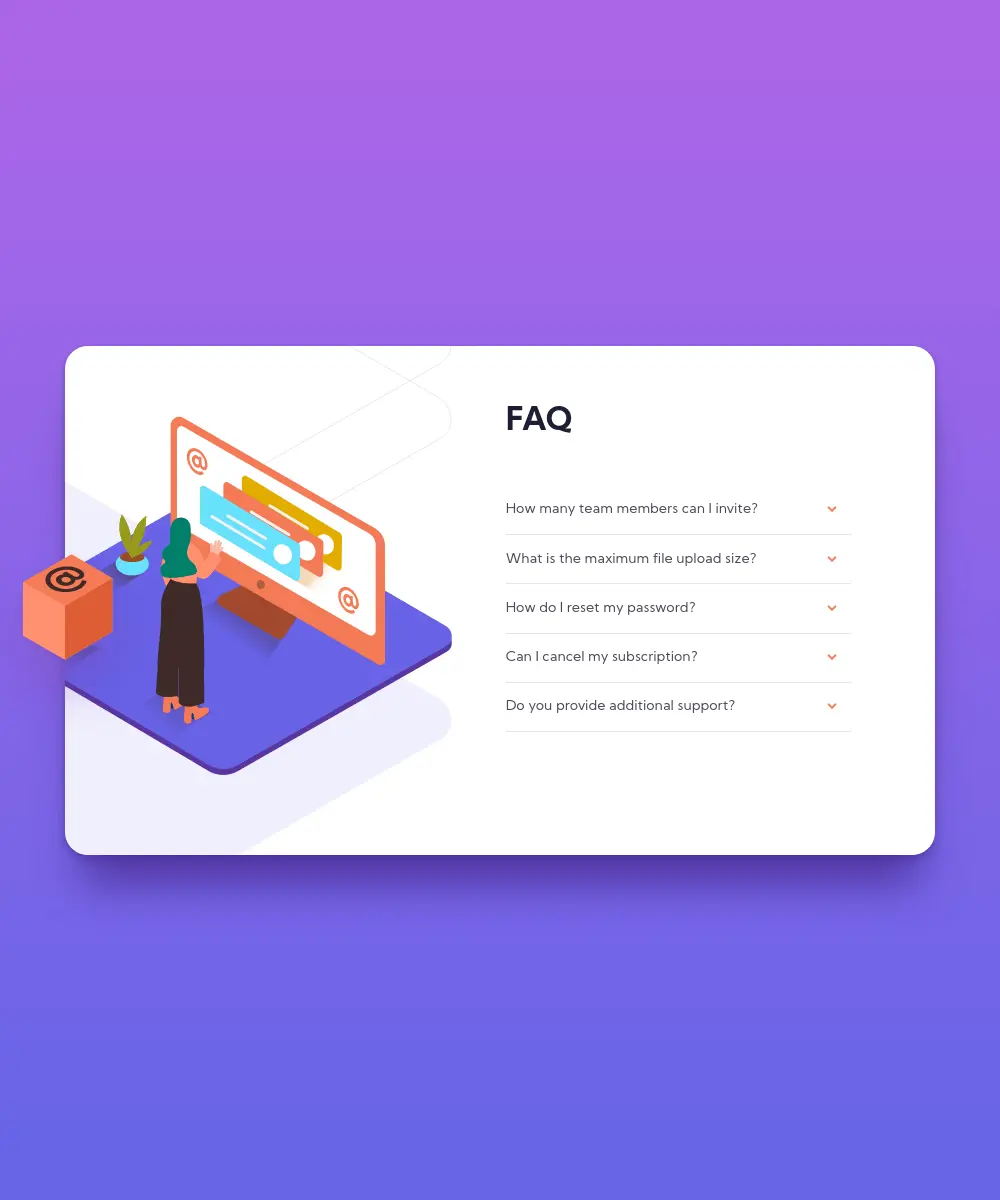 FAQ
How many team members can I invite?
What is the maximum file upload size?
How do I reset my password?
Can I cancel my subscription?
Do you provide additional support?
@
@
@